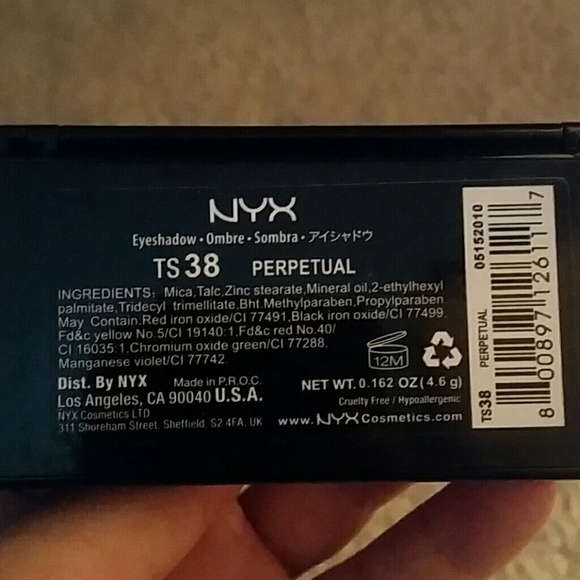 NYX
Eyeshadow • Ombre • Sombra • アイシャドウ
TS 38 PERPETUAL
INGREDIENTS: Mica,Talc,Zinc stearate,Mineral oil,2-ethylhexyl
palmitate,Tridecyl trimellitate,Bht.Methylparaben,Propylparaben.
May Contain.Red iron oxide/CI 77491,Black iron oxide/CI 77499.
Fd&c yellow No.5/CI 19140:1,Fd&c red No.40/
CI 16035:1,Chromium oxide green/CI 77288.
Manganese violet/CI 77742.
12M
Dist. By NYX Made in P.R.O.C.
Los Angeles, CA 90040 U.S.A.
NYX Cosmetics LTD
311 Shoreham Street, Sheffield, S2 4FA, UK
NET WT. 0.162 OZ ( 4.6 g)
Cruelty Free / Hypoallergenic
www.NYXCosmetics.com
TS38 PERPETUAL 05152010
8 00897 12611 7